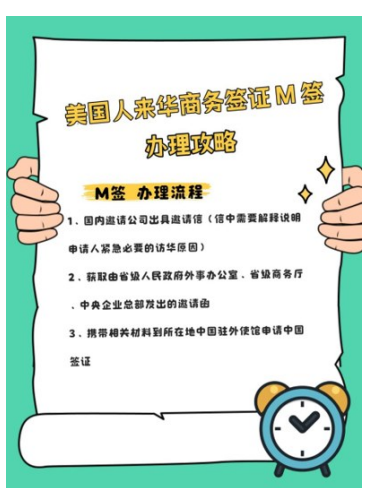 美国人来华商务签证M签
办理攻略
M签 办理流程
1、国内邀请公司出具邀请信（信中需要解释说明
申请人紧急必要的访华原因）
2、获取由省级人民政府外事办公室、省级商务厅
、中央企业总部发出的邀请函
3、携带相关材料到所在地中国驻外使馆申请中国
签证